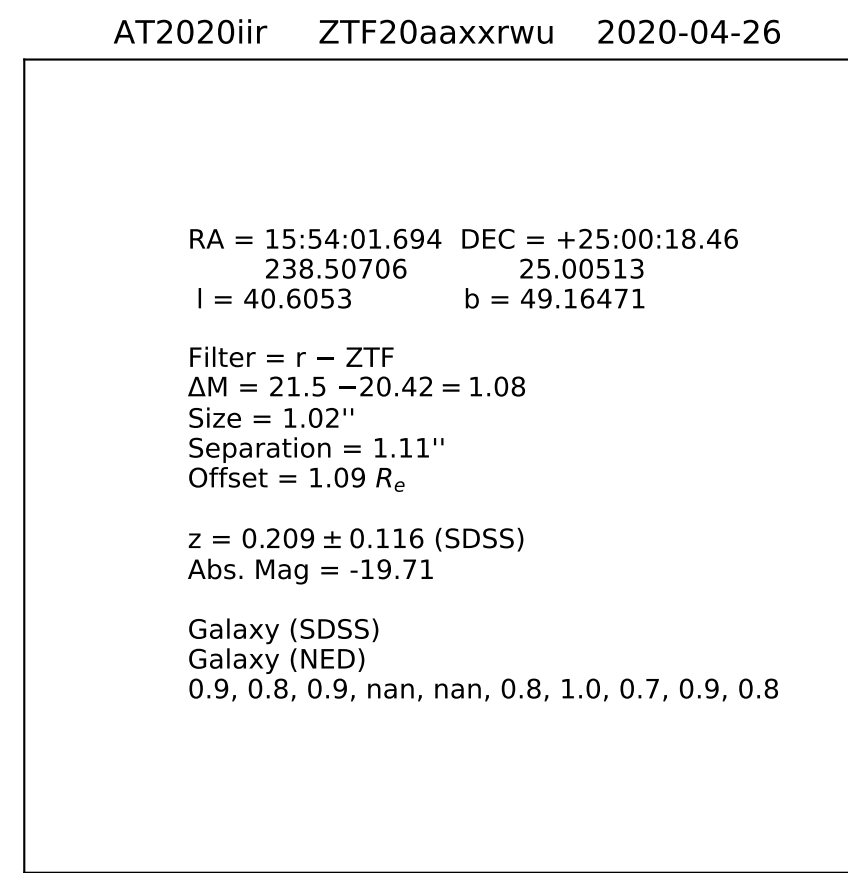 AT2020iir ZTF20aaxxrwu 2020-04-26
RA = 15:54:01.694 DEC = +25:00:18.46
238.50706 25.00513
l = 40.6053 b = 49.16471
Filter = r − ZTF
ΔM = 21.5 −20.42 = 1.08
Size = 1.02''
Separation = 1.11''
Offset = 1.09 Rₑ
z = 0.209 ± 0.116 (SDSS)
Abs. Mag = -19.71
Galaxy (SDSS)
Galaxy (NED)
0.9, 0.8, 0.9, nan, nan, 0.8, 1.0, 0.7, 0.9, 0.8